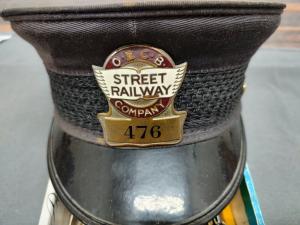 O & C B
STREET
RAILWAY
COMPANY
476